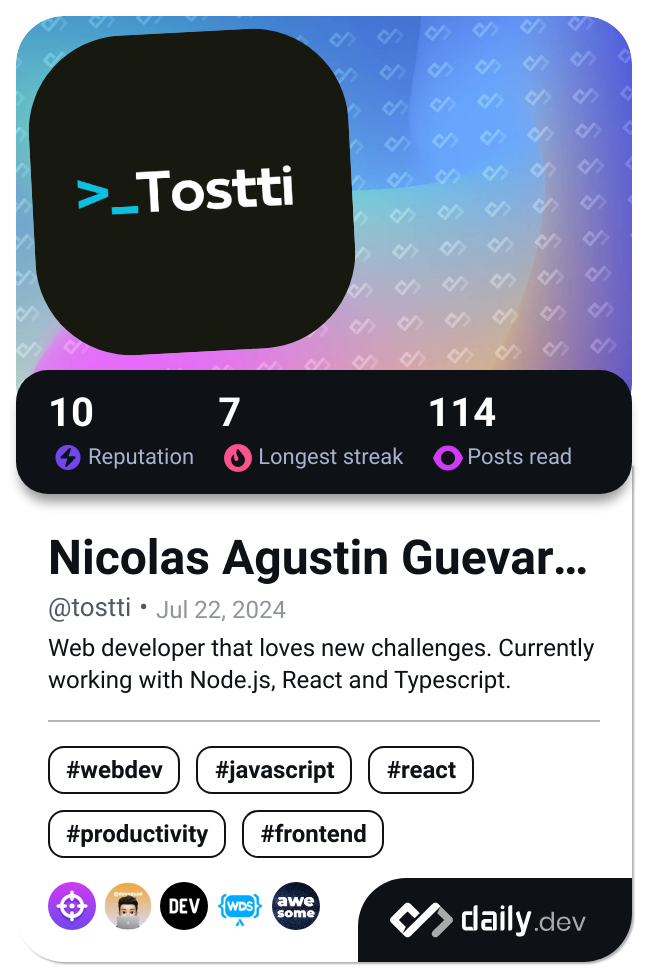 >_Tostti
10 7 114
Reputation Longest streak Posts read
Nicolas Agustin Guevar...
@tostti • Jul 22, 2024
Web developer that loves new challenges. Currently
working with Node.js, React and Typescript.
#webdev #javascript #react
#productivity #frontend
DEV WDS awe some
daily.dev